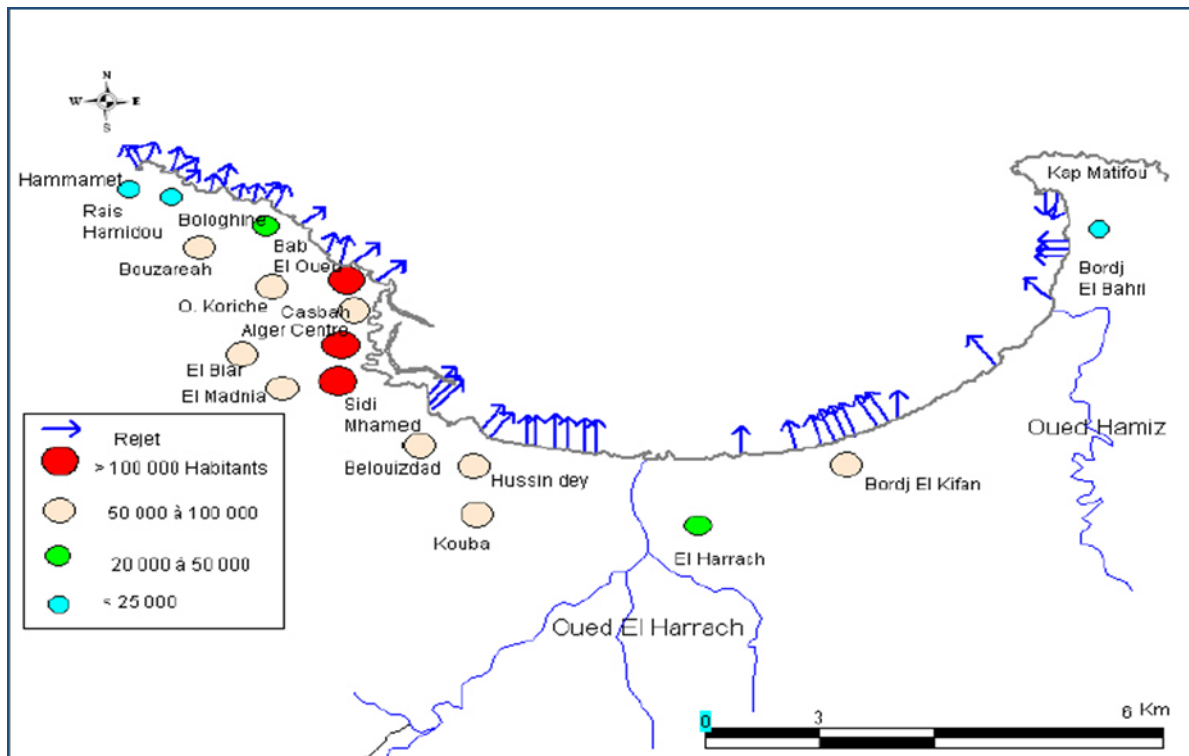 N
W E
S
Hammamet
Rais
Hamidou
Bologhine
Bouzareah
Bab
El Oued
O. Koriche
Casbah
Alger Centre
El Biar
El Madnia
Sidi
Mhamed
Belouizdad
Hussin dey
Kouba
El Harrach
Bordj El Kifan
Kap Matifou
Bordj
El Bahri
Oued Hamiz
Oued El Harrach
Rejet
> 100 000 Habitants
50 000 à 100 000
20 000 à 50 000
< 25 000
0 3 6 Km